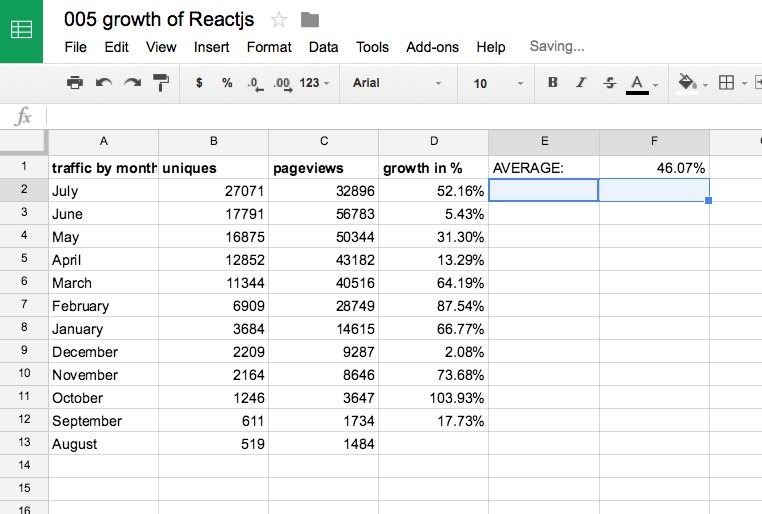 005 growth of Reactjs
File Edit View Insert Format Data Tools Add-ons Help Saving...
$ % .0 .00 123 Arial 10 B I S A
fx
A B C D E F
1 traffic by month uniques pageviews growth in % AVERAGE: 46.07%
2 July 27071 32896 52.16%
3 June 17791 56783 5.43%
4 May 16875 50344 31.30%
5 April 12852 43182 13.29%
6 March 11344 40516 64.19%
7 February 6909 28749 87.54%
8 January 3684 14615 66.77%
9 December 2209 9287 2.08%
10 November 2164 8646 73.68%
11 October 1246 3647 103.93%
12 September 611 1734 17.73%
13 August 519 1484
14
15
16